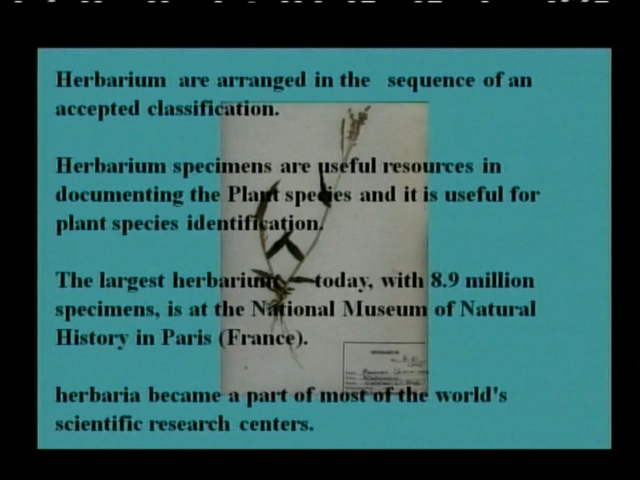 Herbarium are arranged in the sequence of an
accepted classification.
Herbarium specimens are useful resources in
documenting the Plant species and it is useful for
plant species identification.
The largest herbarium today, with 8.9 million
specimens, is at the National Museum of Natural
History in Paris (France).
herbaria became a part of most of the world's
scientific research centers.